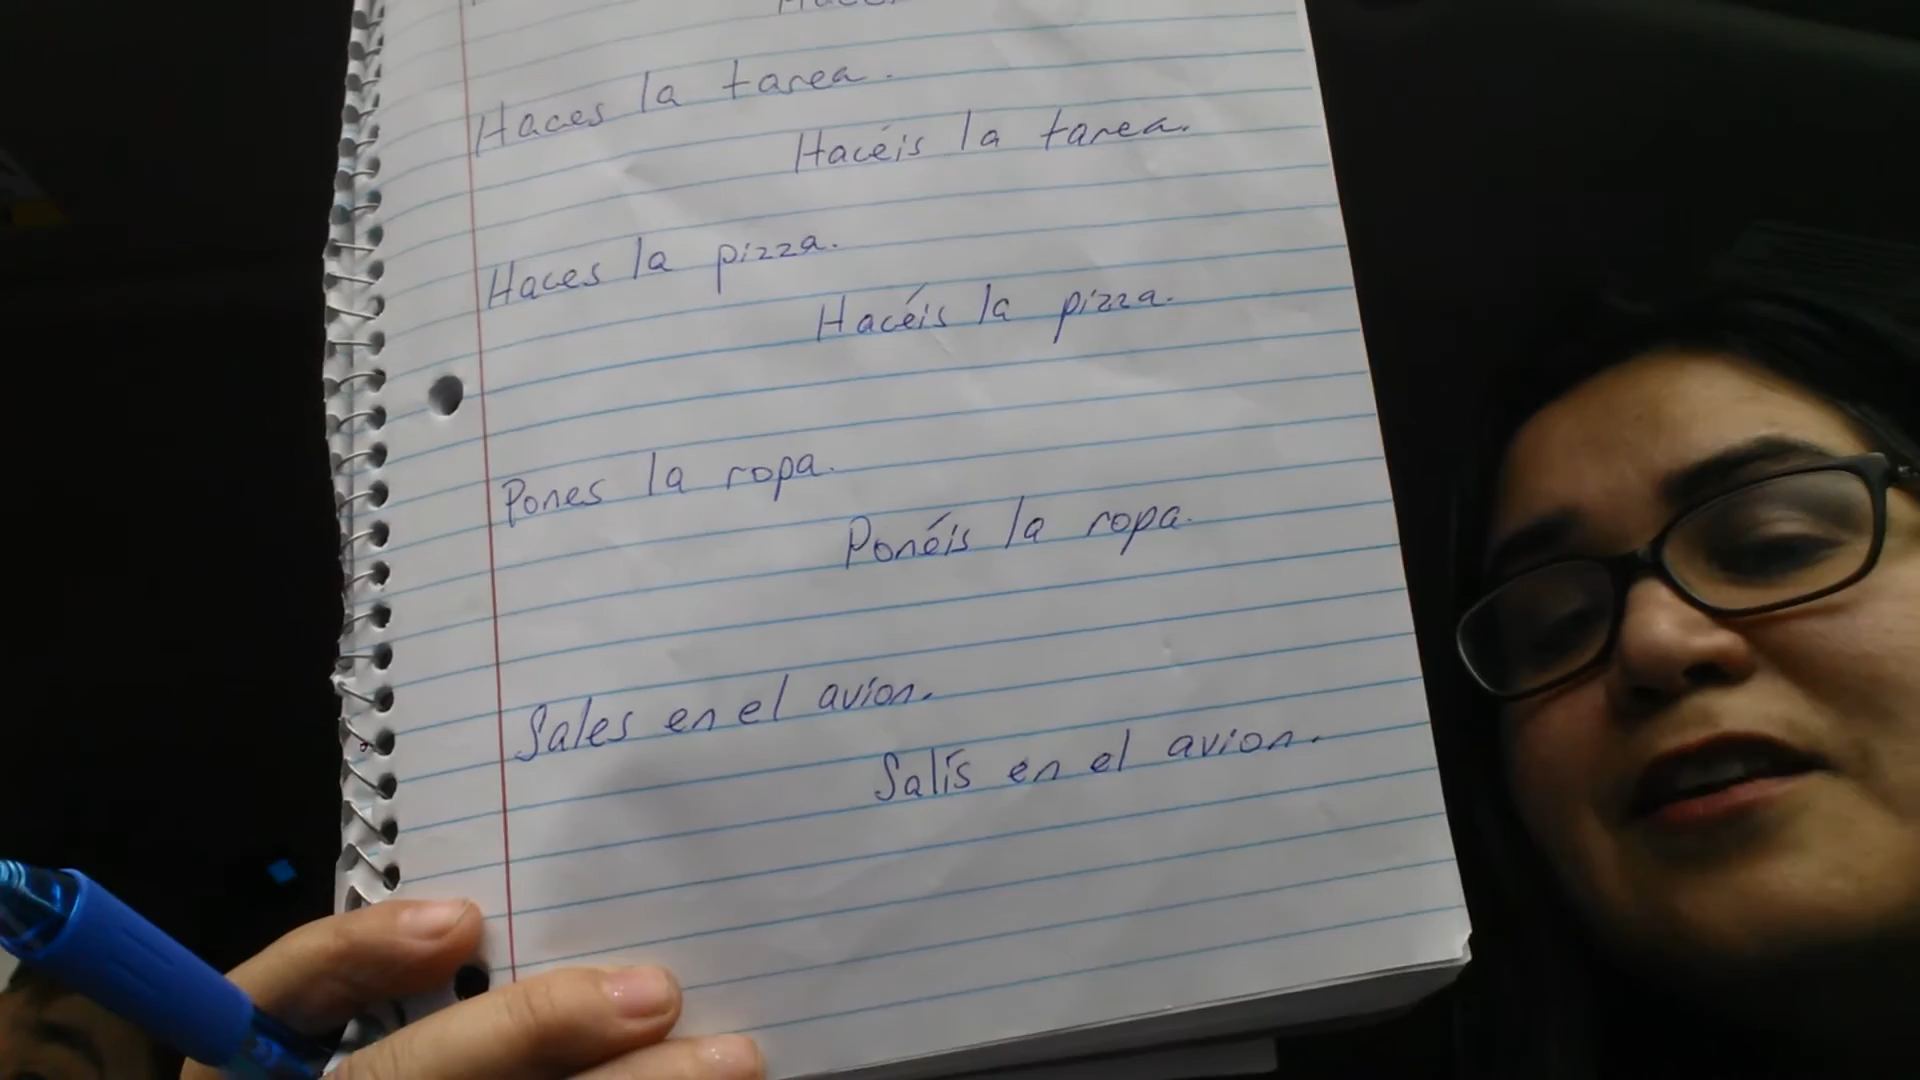 Haces la tarea.
Hacéis la tarea.
Haces la pizza.
Hacéis la pizza.
Pones la ropa.
Ponéis la ropa.
Sales en el avion.
Salís en el avion.